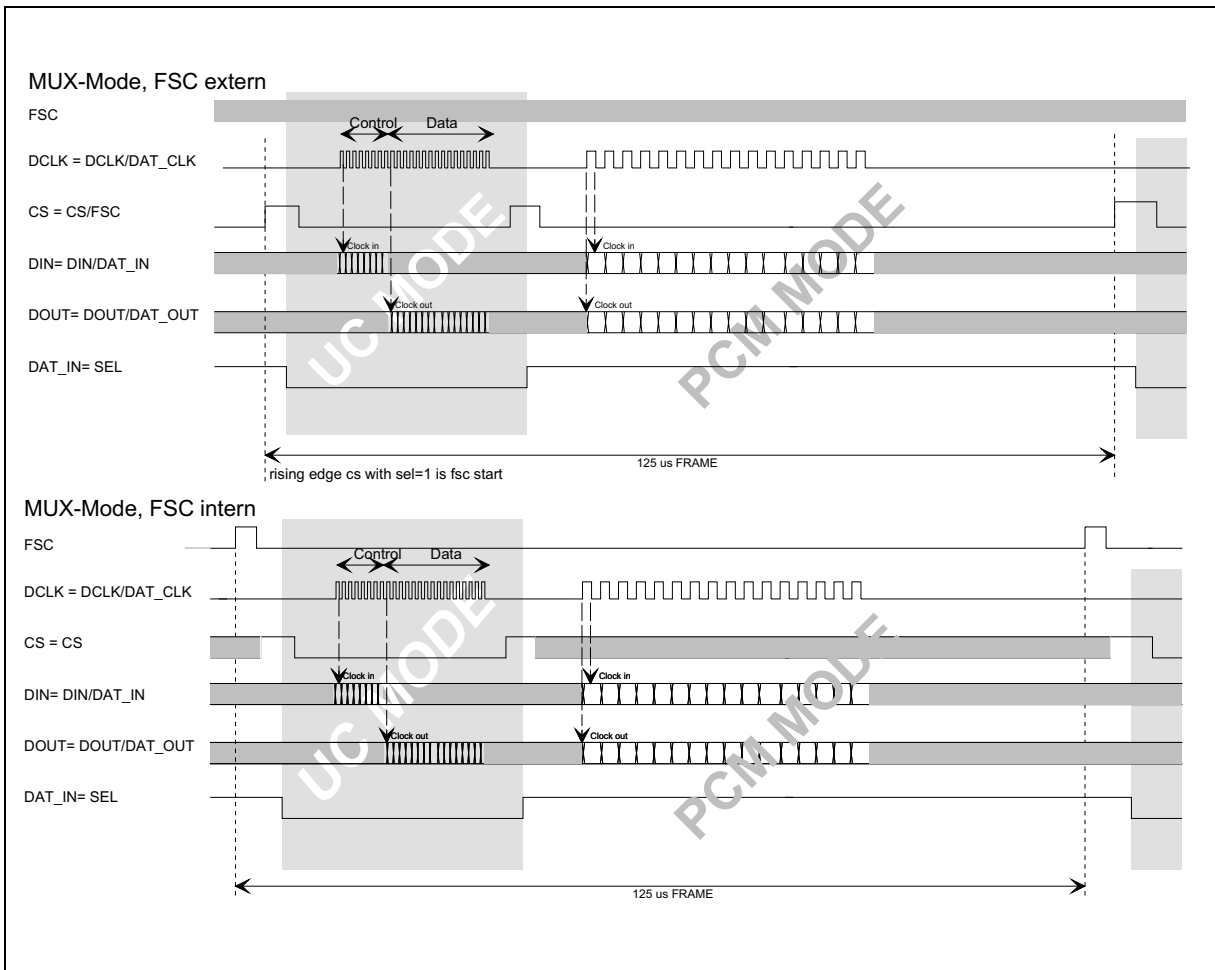 MUX-Mode, FSC extern
FSC
Control Data
DCLK = DCLK/DAT_CLK
CS = CS/FSC
Clock in Clock in
DIN= DIN/DAT_IN
Clock out Clock out
DOUT= DOUT/DAT_OUT
DAT_IN= SEL
UC MODE
PCM MODE
125 us FRAME
rising edge cs with sel=1 is fsc start
MUX-Mode, FSC intern
FSC
Control Data
DCLK = DCLK/DAT_CLK
CS = CS
Clock in Clock in
DIN= DIN/DAT_IN
Clock out Clock out
DOUT= DOUT/DAT_OUT
DAT_IN= SEL
UC MODE
PCM MODE
125 us FRAME